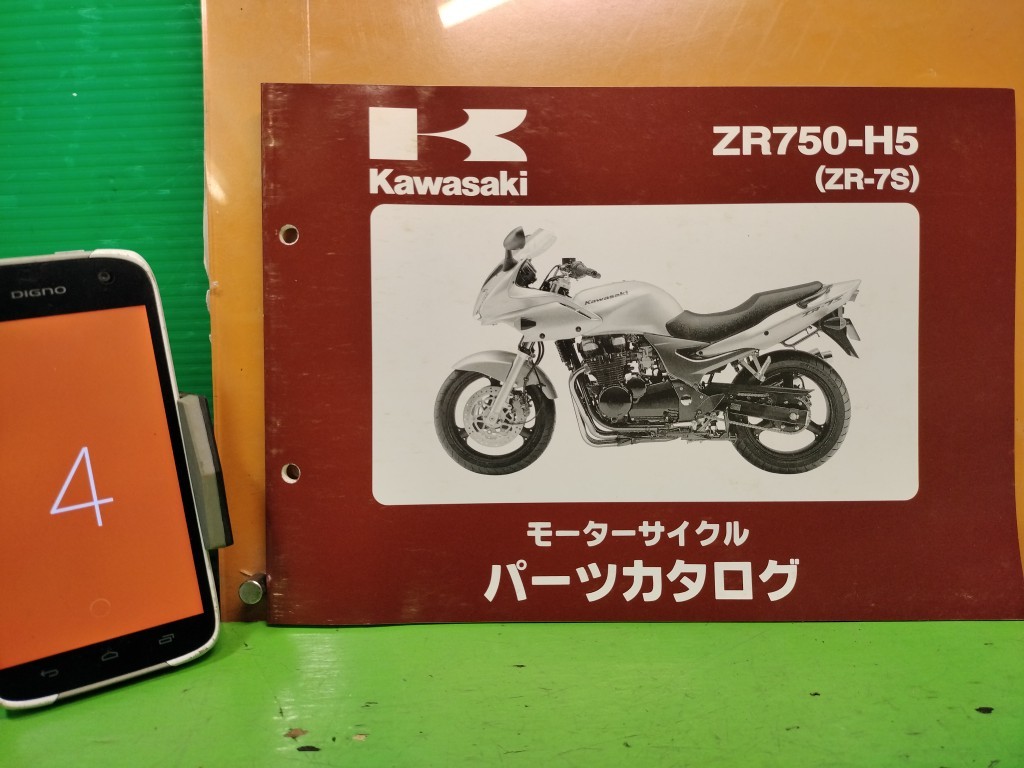 Kawasaki
ZR750-H5
(ZR-7S)
Kawasaki
モーターサイクル
パーツカタログ
DIGNO
4